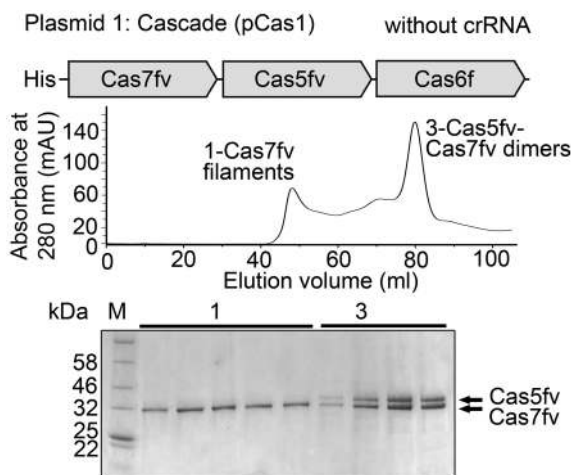 Plasmid 1: Cascade (pCas1) without crRNA
His Cas7fv Cas5fv Cas6f
Absorbance at
280 nm (mAU)
140
100
60
20
0
1-Cas7fv
filaments
3-Cas5fv-
Cas7fv dimers
0 20 40 60 80 100
Elution volume (ml)
kDa M 1 3
58
46
32
25
22
Cas5fv
Cas7fv